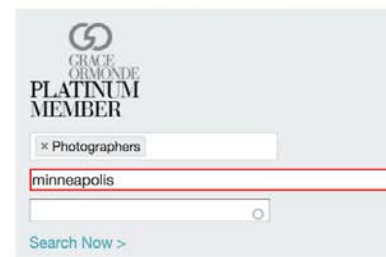 GRACE
ORMONDE
PLATINUM
MEMBER
× Photographers
minneapolis
Search Now >